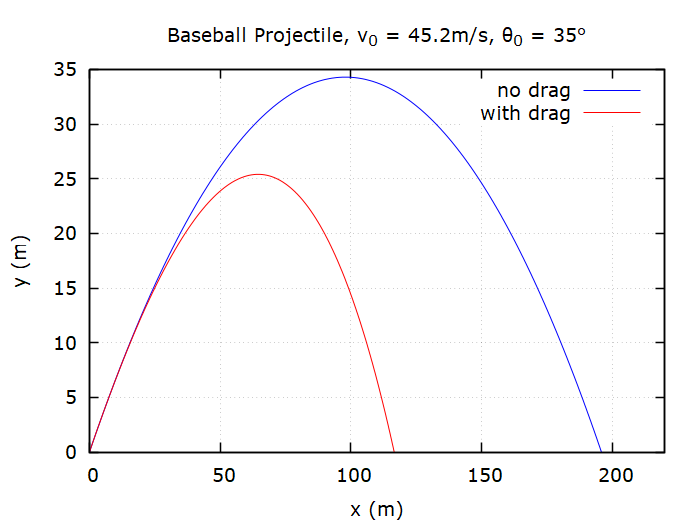 Baseball Projectile, v₀ = 45.2m/s, θ₀ = 35°
no drag
with drag
35
30
25
20
15
10
5
0
y (m)
0 50 100 150 200
x (m)